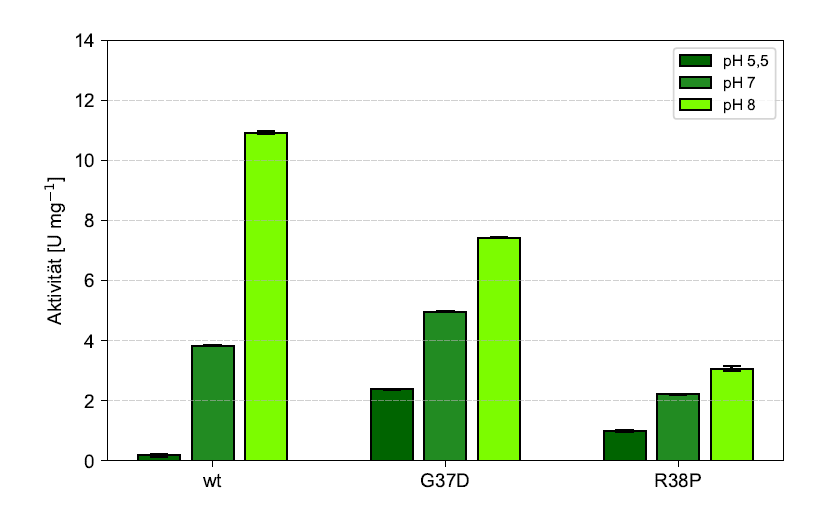 14
12
10
8
6
4
2
0
Aktivität [U mg⁻¹]
pH 5,5
pH 7
pH 8
wt G37D R38P